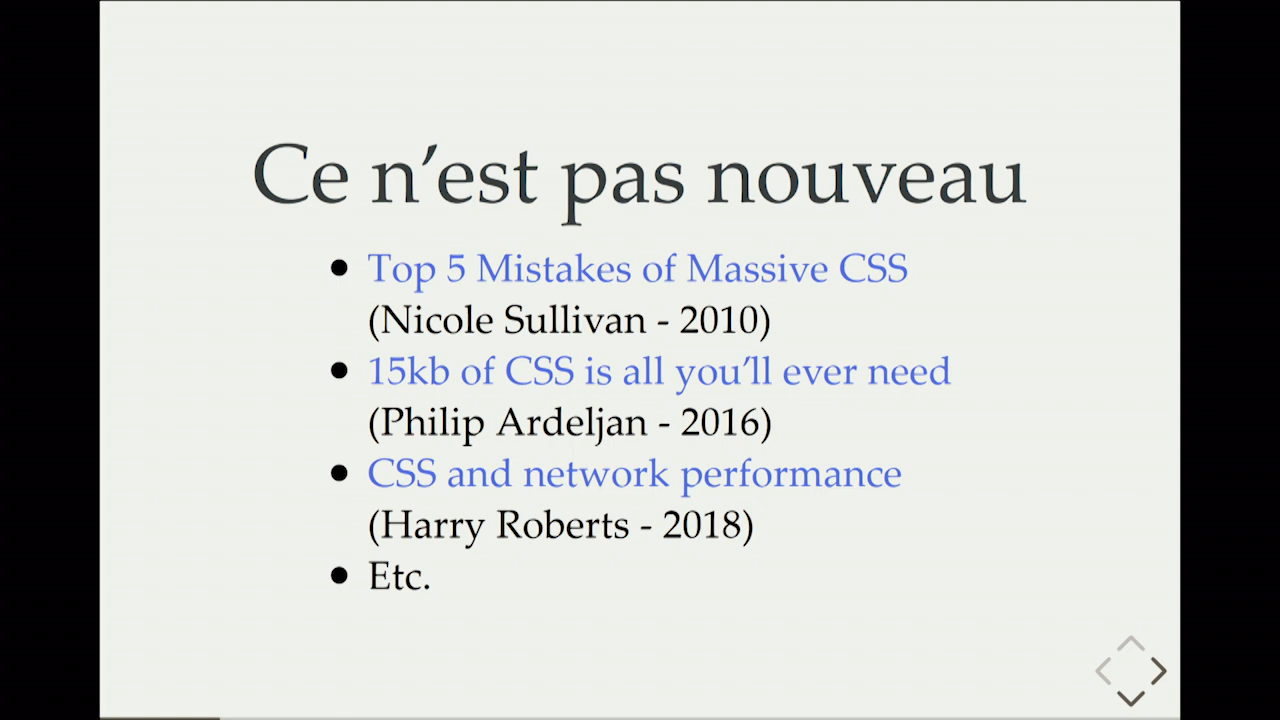 Ce n’est pas nouveau
• Top 5 Mistakes of Massive CSS
(Nicole Sullivan - 2010)
• 15kb of CSS is all you’ll ever need
(Philip Ardeljan - 2016)
• CSS and network performance
(Harry Roberts - 2018)
• Etc.